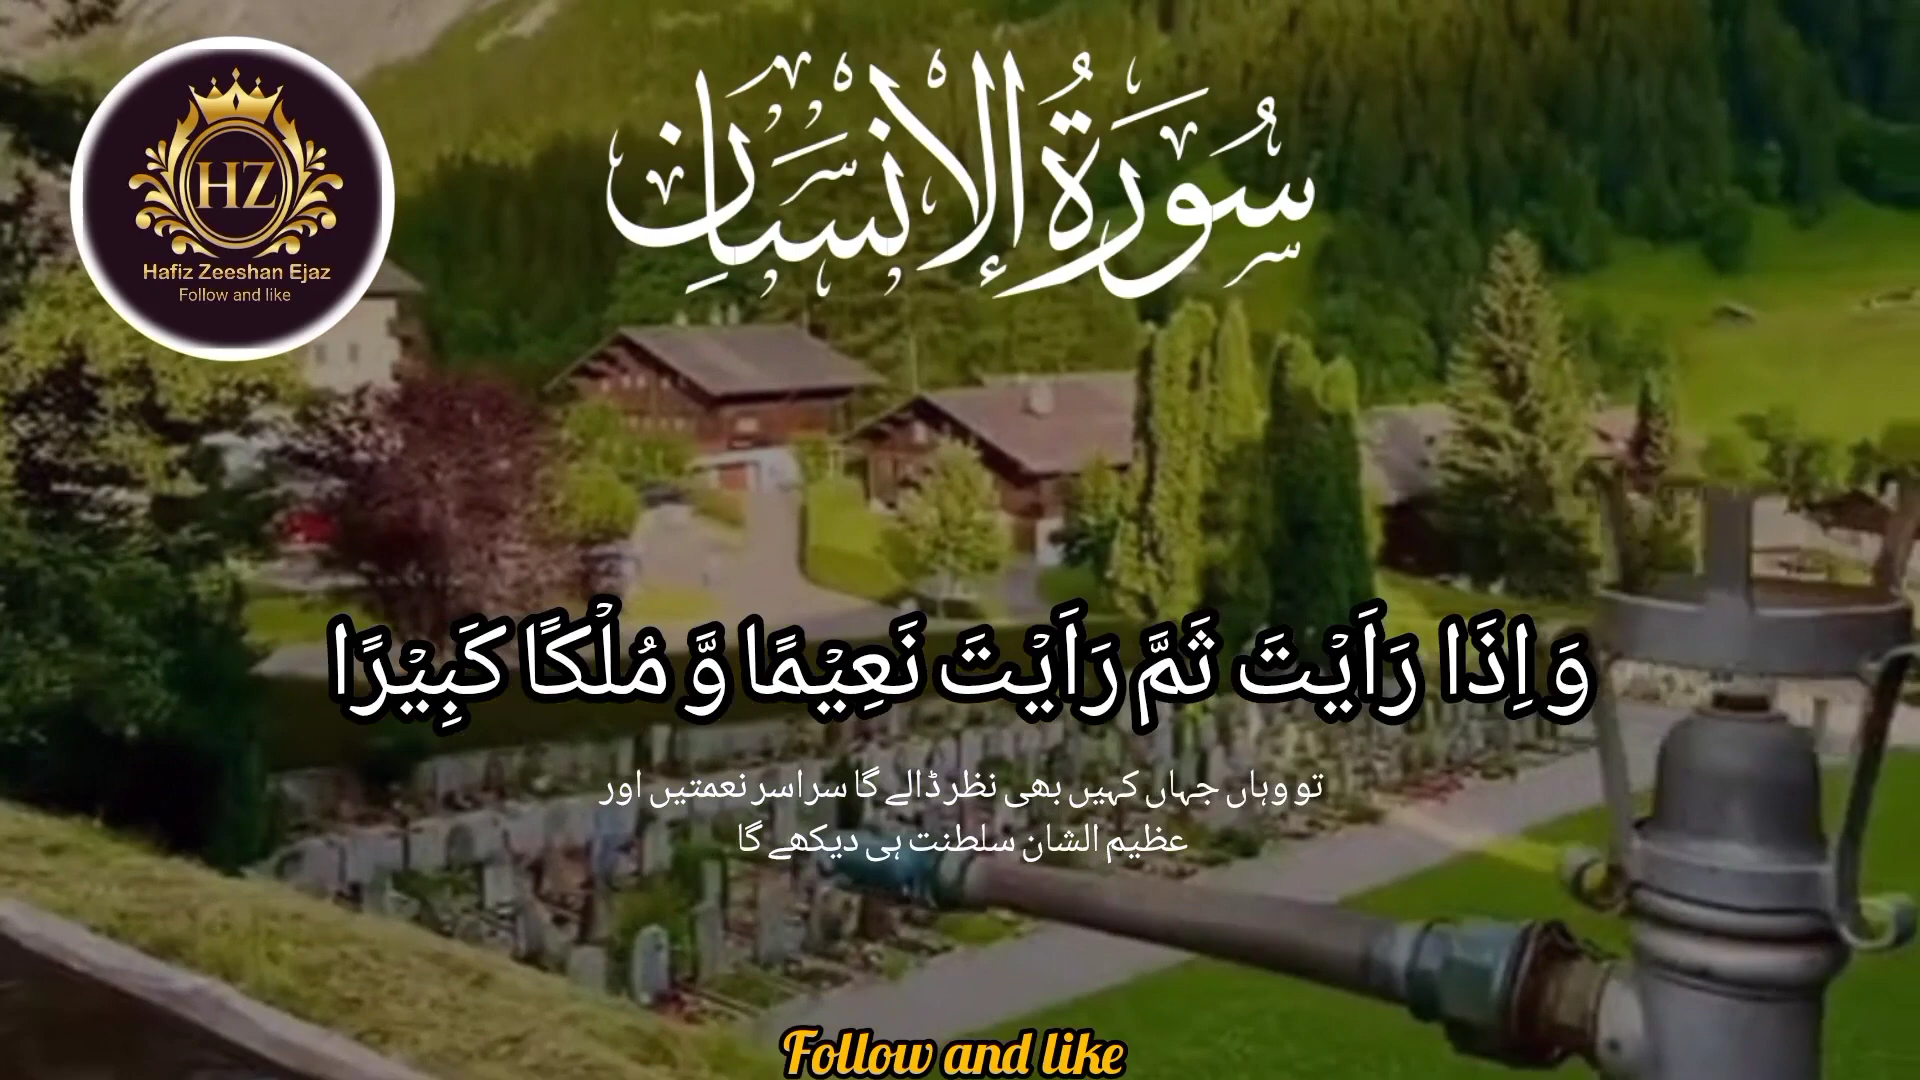 HZ
Hafiz Zeeshan Ejaz
Follow and like
سُورَةُ الإِنسَانِ
وَ اِذَا رَاَيْتَ ثَمَّ رَاَيْتَ نَعِيْمًا وَّ مُلْكًا كَبِيْرًا
تو وہاں جہاں کہیں بھی نظر ڈالے گا سراسر نعمتیں اور
عظیم الشان سلطنت ہی دیکھے گا
Follow and like